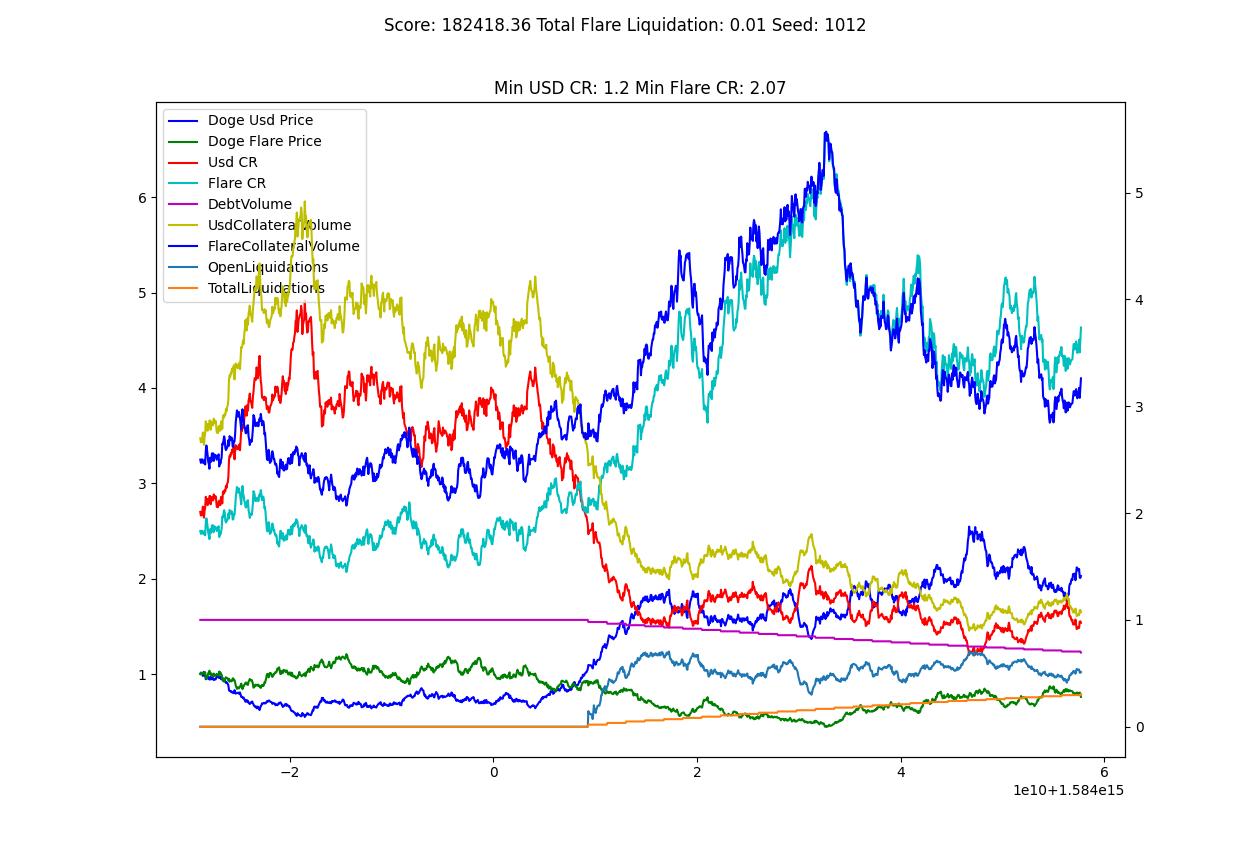 Score: 182418.36 Total Flare Liquidation: 0.01 Seed: 1012
Min USD CR: 1.2 Min Flare CR: 2.07
Doge Usd Price
Doge Flare Price
Usd CR
Flare CR
DebtVolume
UsdCollateralVolume
FlareCollateralVolume
OpenLiquidations
TotalLiquidations
6
5
4
3
2
1
5
4
3
2
1
0
−2
0
2
4
6
1e10+1.584e15